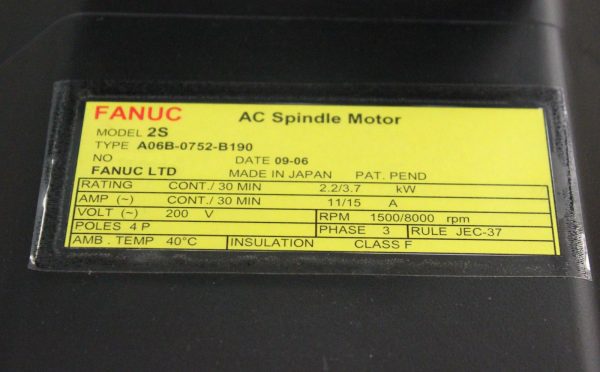 FANUC AC Spindle Motor
MODEL 2S
TYPE A06B-0752-B190
NO DATE 09-06
FANUC LTD MADE IN JAPAN PAT. PEND
RATING CONT./ 30 MIN 2.2/3.7 kW
AMP (~) CONT./ 30 MIN 11/15 A
VOLT (~) 200 V RPM 1500/8000 rpm
POLES 4 P PHASE 3 RULE JEC-37
AMB. TEMP 40°C INSULATION CLASS F